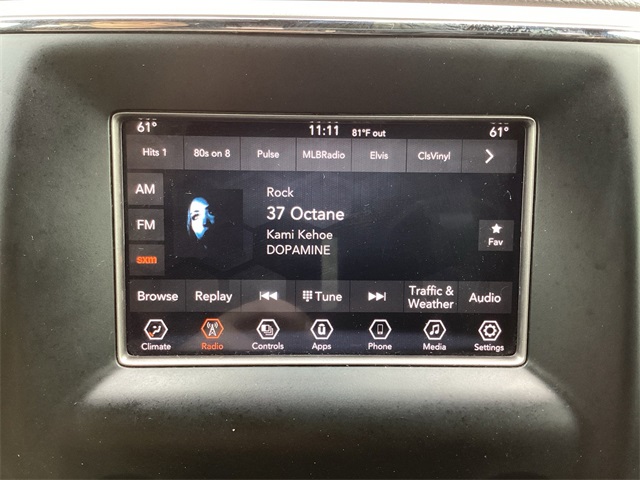 61° 11:11 81°F out 61°
Hits 1 80s on 8 Pulse MLBRadio Elvis ClsVinyl
AM
FM
sxm
Rock
37 Octane
Kami Kehoe
DOPAMINE
Fav
Browse Replay Tune Traffic & Weather Audio
Climate Radio Controls Apps Phone Media Settings